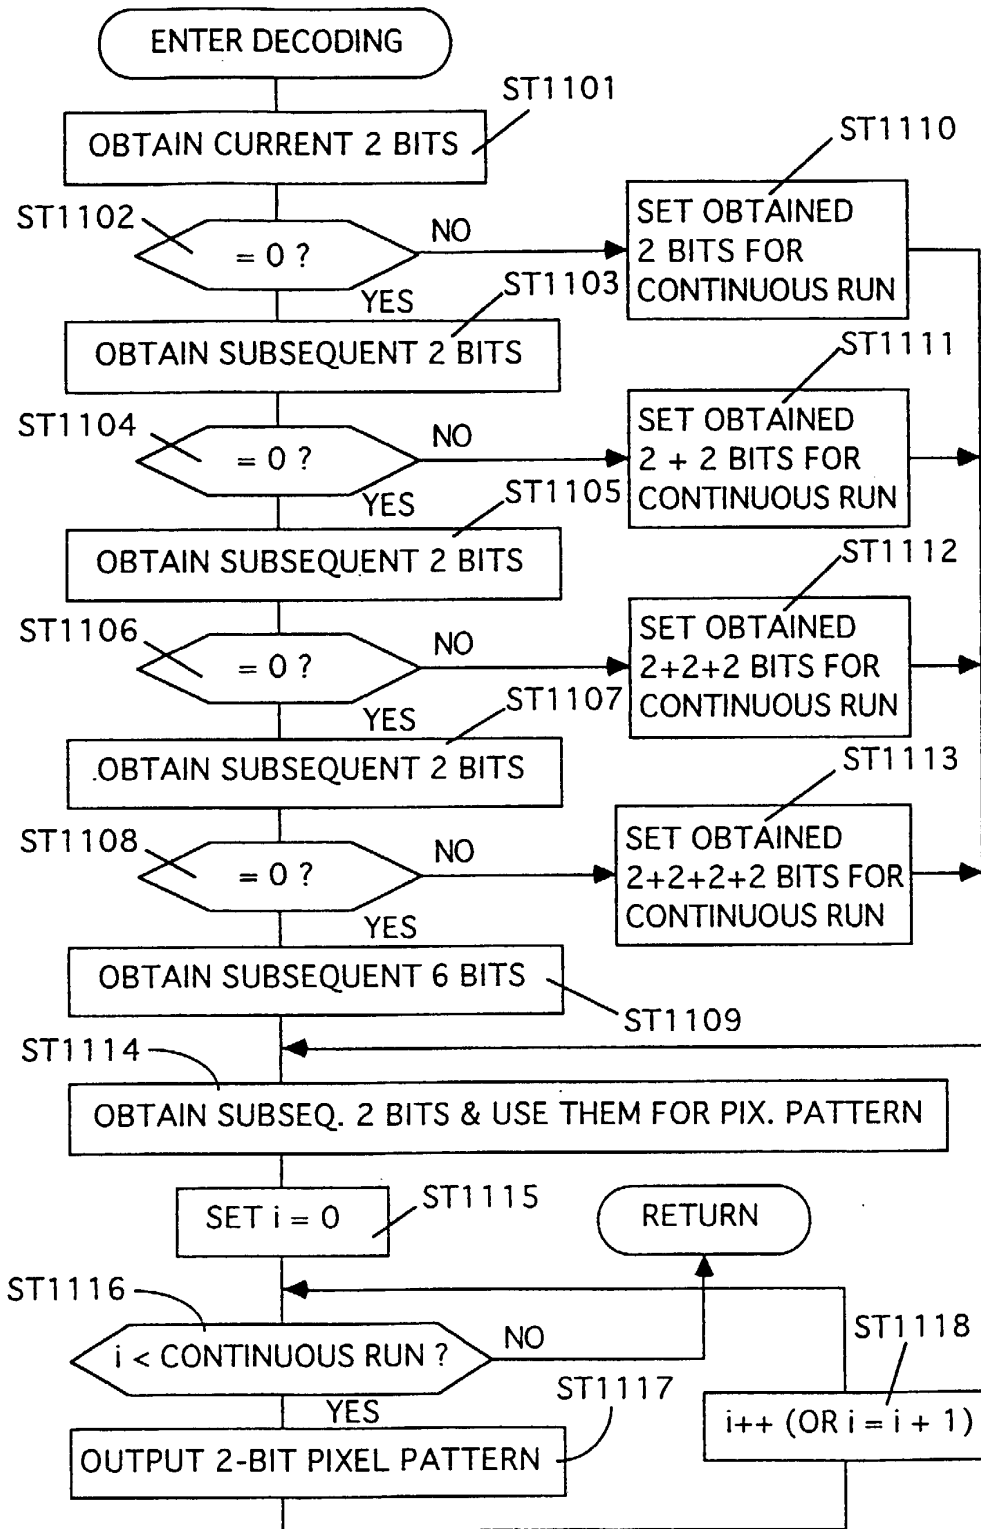 ENTER DECODING
ST1101
OBTAIN CURRENT 2 BITS
ST1110
ST1102
= 0 ?
NO
SET OBTAINED
2 BITS FOR
CONTINUOUS RUN
YES
ST1103
OBTAIN SUBSEQUENT 2 BITS
ST1111
ST1104
= 0 ?
NO
SET OBTAINED
2 + 2 BITS FOR
CONTINUOUS RUN
YES
ST1105
OBTAIN SUBSEQUENT 2 BITS
ST1112
ST1106
= 0 ?
NO
SET OBTAINED
2+2+2 BITS FOR
CONTINUOUS RUN
YES
ST1107
OBTAIN SUBSEQUENT 2 BITS
ST1113
ST1108
= 0 ?
NO
SET OBTAINED
2+2+2+2 BITS FOR
CONTINUOUS RUN
YES
OBTAIN SUBSEQUENT 6 BITS
ST1109
ST1114
OBTAIN SUBSEQ. 2 BITS & USE THEM FOR PIX. PATTERN
SET i = 0
ST1115
RETURN
ST1116
i < CONTINUOUS RUN ?
NO
ST1118
YES
ST1117
i++ (OR i = i + 1)
OUTPUT 2-BIT PIXEL PATTERN